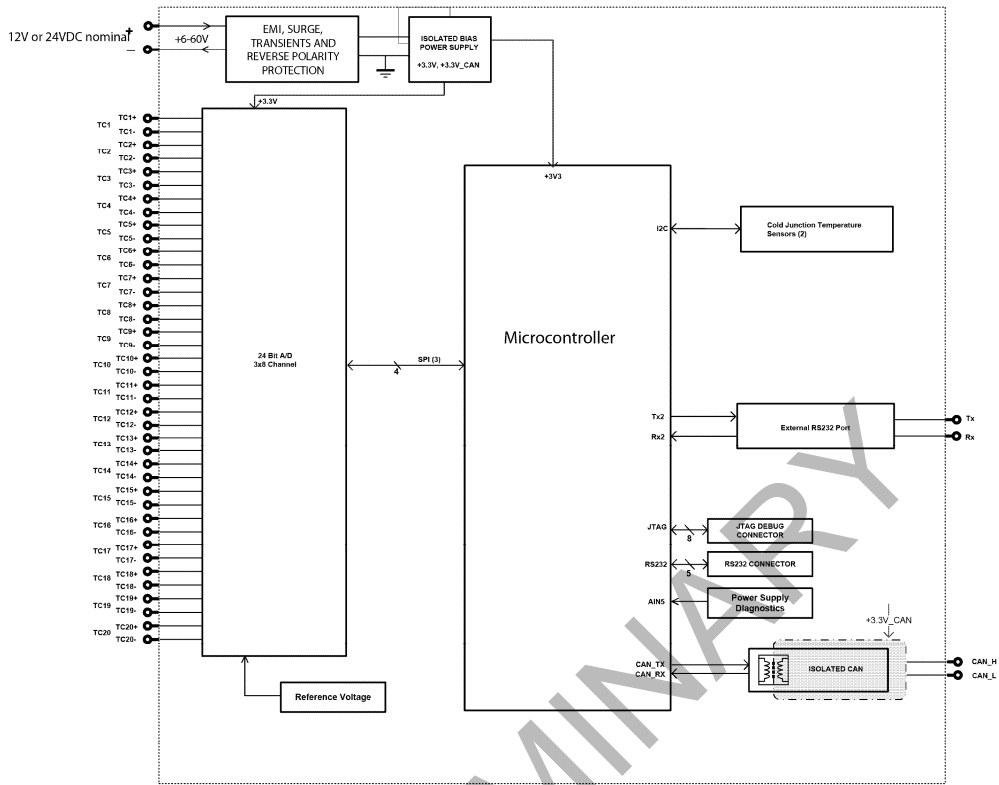 12V or 24VDC nominal
+
–
+6-60V
EMI, SURGE,
TRANSIENTS AND
REVERSE POLARITY
PROTECTION
ISOLATED BIAS
POWER SUPPLY
+3.3V, +3.3V_CAN
+3.3V
TC1 TC1+
TC1-
TC2 TC2+
TC2-
TC3 TC3+
TC3-
TC4 TC4+
TC4-
TC5 TC5+
TC5-
TC6 TC6+
TC6-
TC7 TC7+
TC7-
TC8 TC8+
TC8-
TC9 TC9+
TC9-
TC10 TC10+
TC10-
TC11 TC11+
TC11-
TC12 TC12+
TC12-
TC13 TC13+
TC13-
TC14 TC14+
TC14-
TC15 TC15+
TC15-
TC16 TC16+
TC16-
TC17 TC17+
TC17-
TC18 TC18+
TC18-
TC19 TC19+
TC19-
TC20 TC20+
TC20-
24 Bit A/D
3x8 Channel
Reference Voltage
SPI (3)
4
+3V3
Microcontroller
I2C
Cold Junction Temperature
Sensors (2)
Tx2
Rx2
External RS232 Port
Tx
Rx
JTAG
8
JTAG DEBUG
CONNECTOR
RS232
5
RS232 CONNECTOR
AIN5
Power Supply
Diagnostics
+3.3V_CAN
CAN_TX
CAN_RX
ISOLATED CAN
CAN_H
CAN_L
MINARY